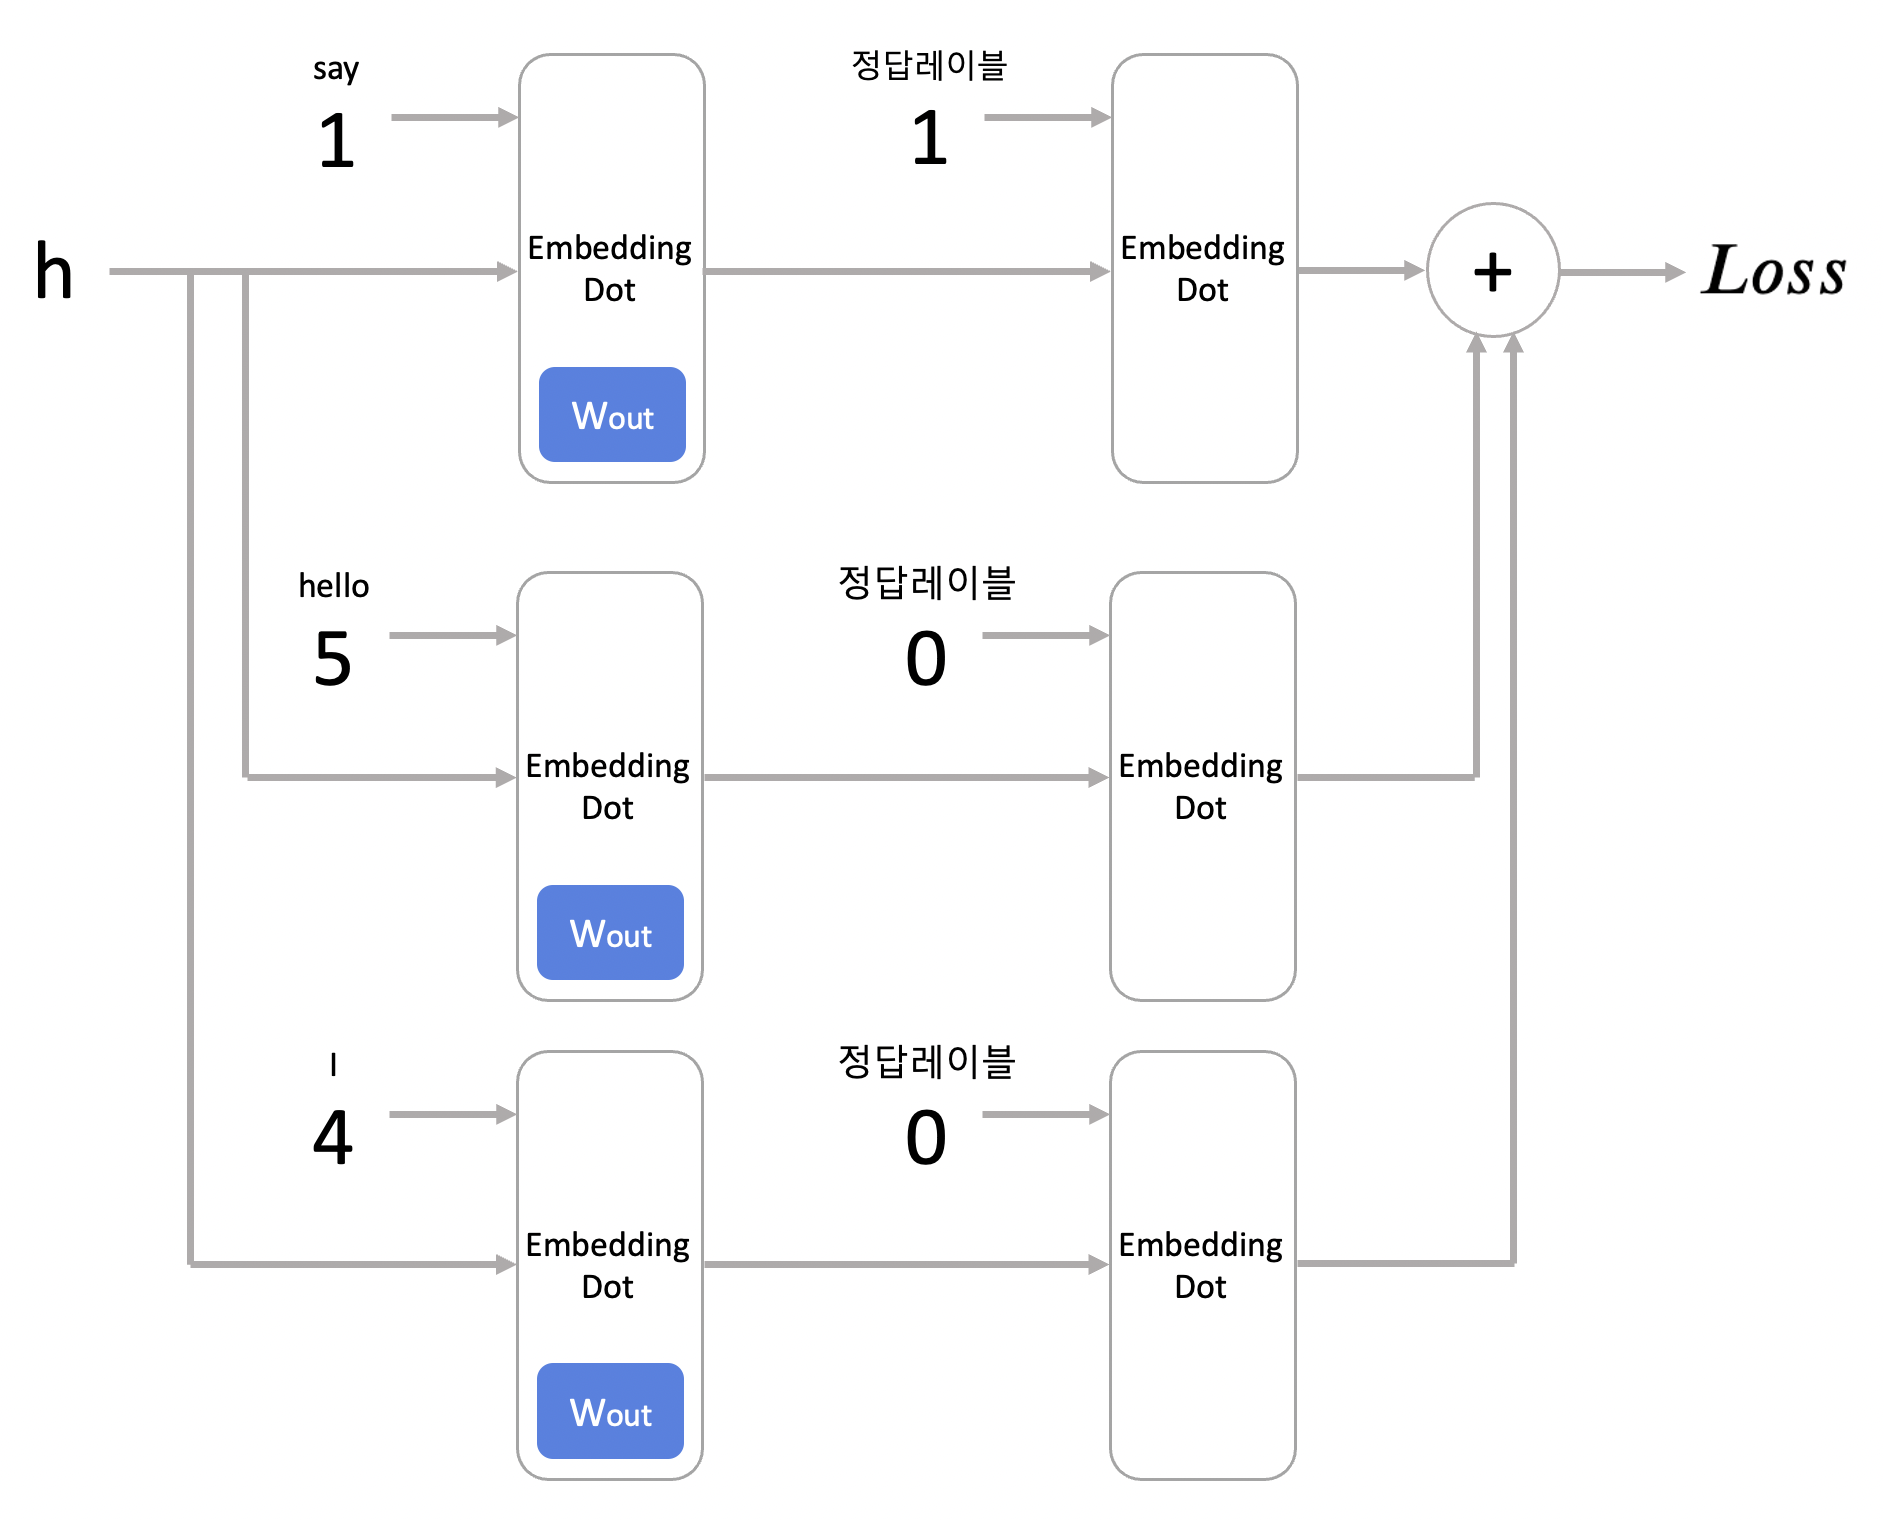 say
1
정답레이블
1
h
Embedding
Dot
Embedding
Dot
+
Loss
Wout
hello
5
정답레이블
0
Embedding
Dot
Embedding
Dot
Wout
I
4
정답레이블
0
Embedding
Dot
Embedding
Dot
Wout